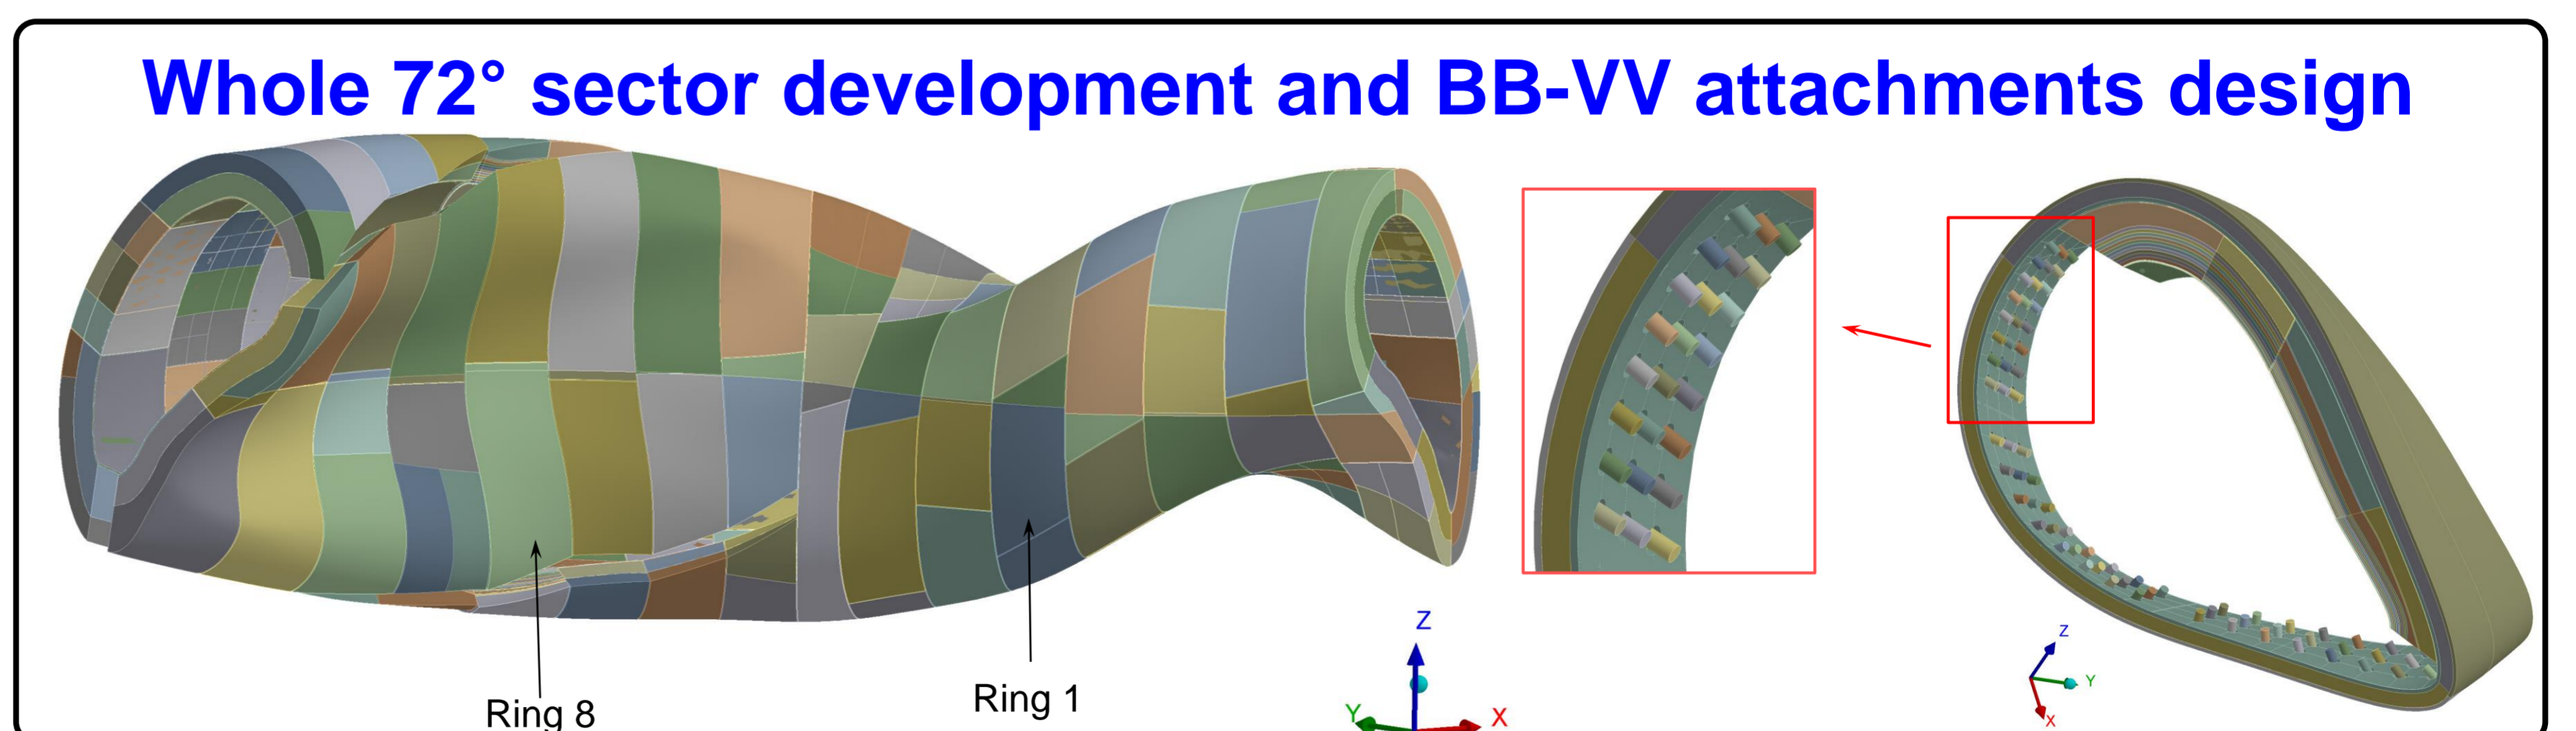 Whole 72° sector development and BB-VV attachments design
Ring 8
Ring 1
Z
Y
X
Z
Y
X